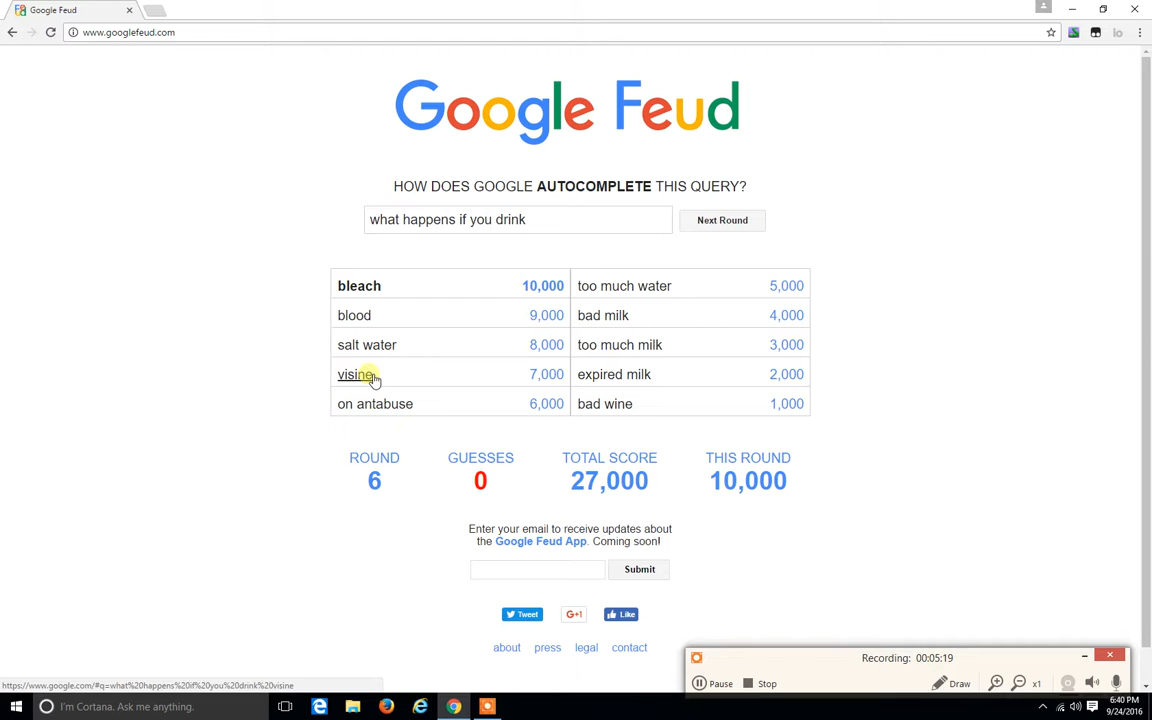 Google Feud
www.googlefeud.com
Google Feud
HOW DOES GOOGLE AUTOCOMPLETE THIS QUERY?
what happens if you drink
Next Round
bleach 10,000 too much water 5,000
blood 9,000 bad milk 4,000
salt water 8,000 too much milk 3,000
visine 7,000 expired milk 2,000
on antabuse 6,000 bad wine 1,000
ROUND GUESSES TOTAL SCORE THIS ROUND
6 0 27,000 10,000
Enter your email to receive updates about
the Google Feud App. Coming soon!
Submit
Tweet G+1 Like
about press legal contact
Recording: 00:05:19
Pause Stop Draw x1
https://www.google.com/#q=what%20happens%20if%20you%20drink%20visine
I'm Cortana. Ask me anything.
6:40 PM
9/24/2016